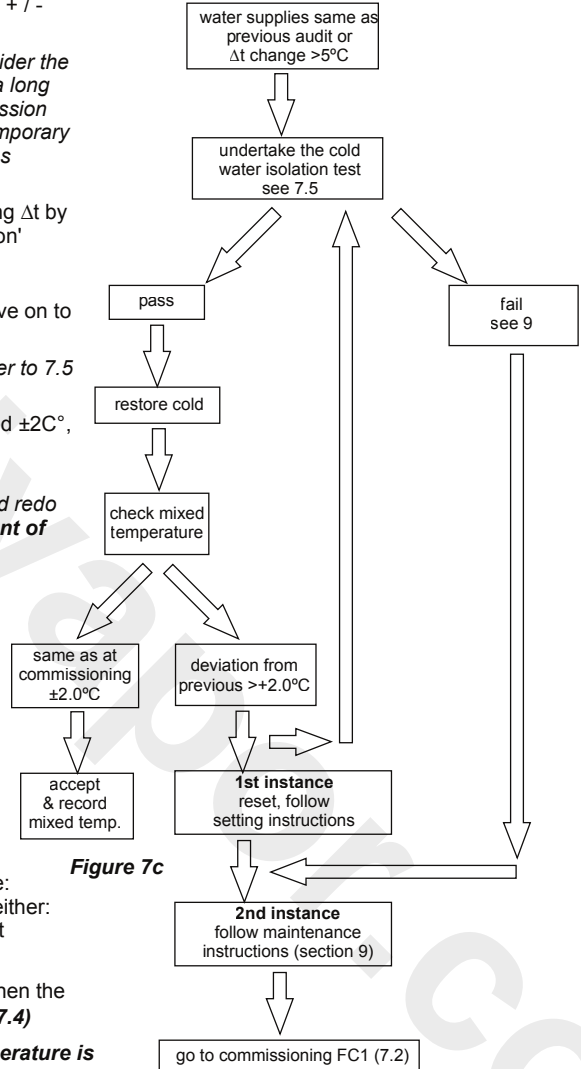 + / -
ider the
a long
ssion
mporary
s
ng Δt by
on'
ve on to
er to 7.5
d ±2C°,
d redo
nt of
e:
either:
t
hen the
7.4)
perature is
water supplies same as
previous audit or
Δt change >5ºC
undertake the cold
water isolation test
see 7.5
pass
fail
see 9
restore cold
check mixed
temperature
same as at
commissioning
±2.0ºC
deviation from
previous >+2.0ºC
accept
& record
mixed temp.
1st instance
reset, follow
setting instructions
Figure 7c
2nd instance
follow maintenance
instructions (section 9)
go to commissioning FC1 (7.2)
vapor.co